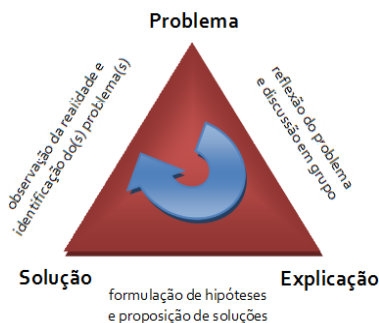 Problema
observação da realidade e
identificação do(s) problema(s)
reflexão do problema
e discussão em grupo
Solução
Explicação
formulação de hipóteses
e proposição de soluções